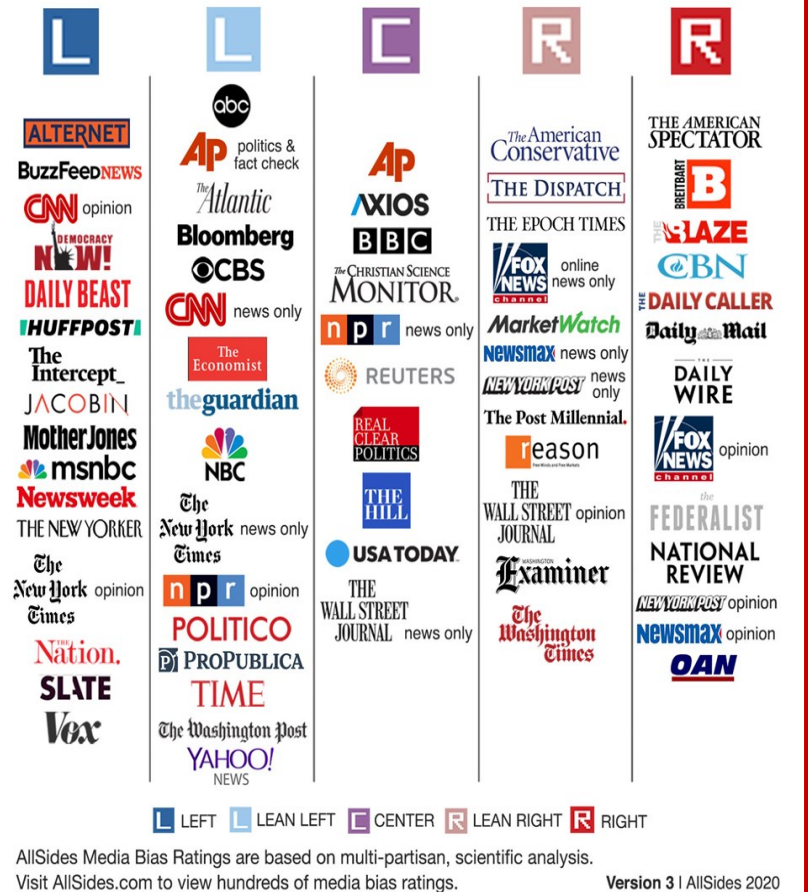 L
L
C
R
R
ALTERNET
BuzzFeedNEWS
CNN opinion
DEMOCRACY
NOW!
DAILY BEAST
HUFFPOST
The
Intercept_
JACOBIN
Mother Jones
msnbc
Newsweek
THE NEW YORKER
The
New York opinion
Times
THE
Nation.
SLATE
Vox
abc
AP politics &
fact check
The
Atlantic
Bloomberg
CBS
CNN news only
The
Economist
theguardian
NBC
The
New York news only
Times
npr opinion
POLITICO
P PROPUBLICA
TIME
The Washington Post
YAHOO!
NEWS
AP
AXIOS
BBC
The CHRISTIAN SCIENCE
MONITOR®
npr news only
REUTERS
REAL
CLEAR
POLITICS
THE
HILL
USA TODAY
THE
WALL STREET
JOURNAL news only
The American
Conservative
THE DISPATCH
THE EPOCH TIMES
FOX online
NEWS news only
channel
MarketWatch
Newsmax news only
NEW YORK POST news
only
The Post Millennial.
reason
Free Minds and Free Markets
THE
WALL STREET opinion
JOURNAL
WASHINGTON
Examiner
The
Washington
Times
THE AMERICAN
SPECTATOR
BREITBART B
THE BLAZE
CBN
THE DAILY CALLER
Daily Mail
THE
DAILY
WIRE
FOX
NEWS opinion
channel
the
FEDERALIST
NATIONAL
REVIEW
NEW YORK POST opinion
Newsmax opinion
OAN
L LEFT L LEAN LEFT C CENTER R LEAN RIGHT R RIGHT
AllSides Media Bias Ratings are based on multi-partisan, scientific analysis.
Visit AllSides.com to view hundreds of media bias ratings. Version 3 | AllSides 2020